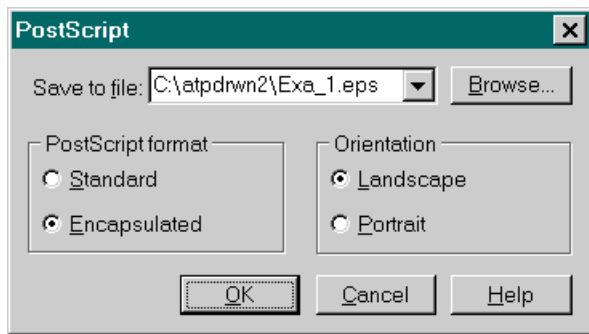 PostScript
Save to file: C:\atpdrwn2\Exa_1.eps Browse...
PostScript format Orientation
Standard Landscape
Encapsulated Portrait
OK Cancel Help